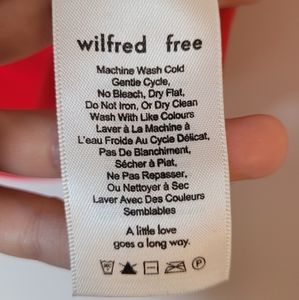 wilfred free
Machine Wash Cold
Gentle Cycle,
No Bleach, Dry Flat,
Do Not Iron, Or Dry Clean
Wash With Like Colours
Laver à La Machine à
L'eau Froide Au Cycle Délicat,
Pas De Blanchiment,
Sécher à Plat,
Ne Pas Repasser,
Ou Nettoyer à Sec
Laver Avec Des Couleurs
Semblables
A little love
goes a long way.
P